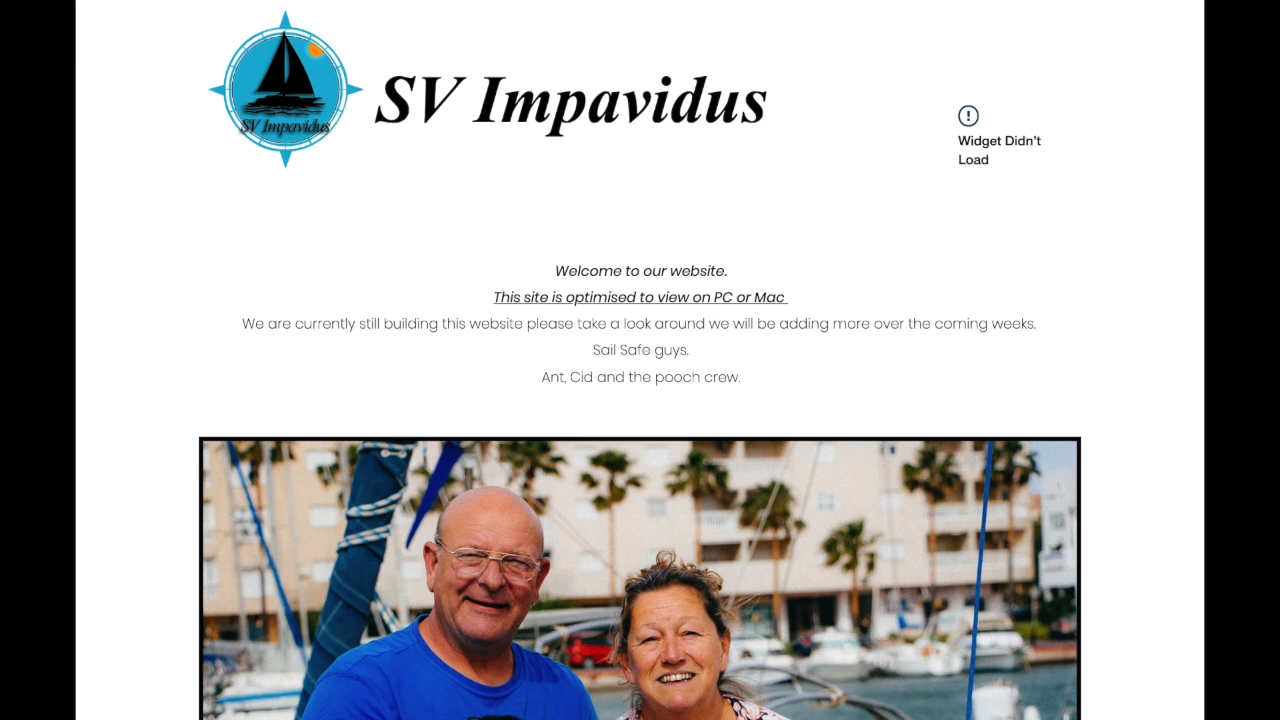 SV Impavidus
SV Impavidus
Widget Didn't
Load
Welcome to our website.
This site is optimised to view on PC or Mac
We are currently still building this website please take a look around we will be adding more over the coming weeks.
Sail Safe guys.
Ant, Cid and the pooch crew.